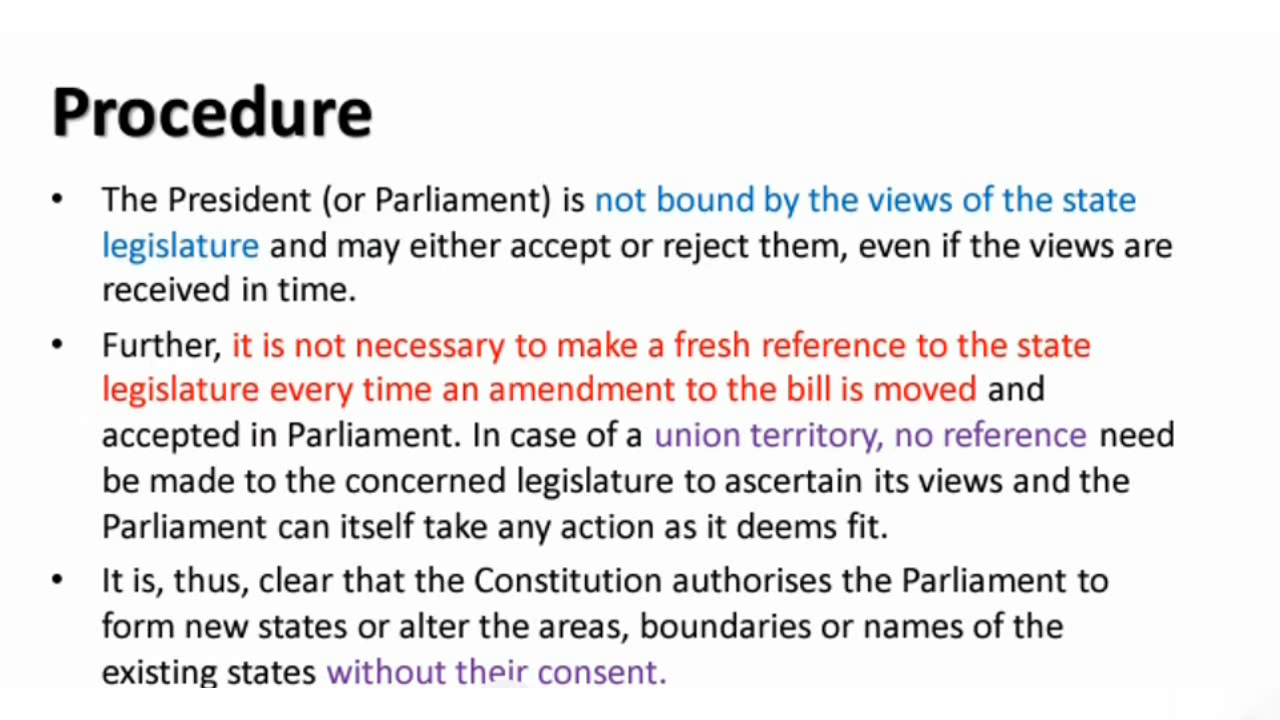 Procedure
• The President (or Parliament) is not bound by the views of the state
legislature and may either accept or reject them, even if the views are
received in time.
• Further, it is not necessary to make a fresh reference to the state
legislature every time an amendment to the bill is moved and
accepted in Parliament. In case of a union territory, no reference need
be made to the concerned legislature to ascertain its views and the
Parliament can itself take any action as it deems fit.
• It is, thus, clear that the Constitution authorises the Parliament to
form new states or alter the areas, boundaries or names of the
existing states without their consent.